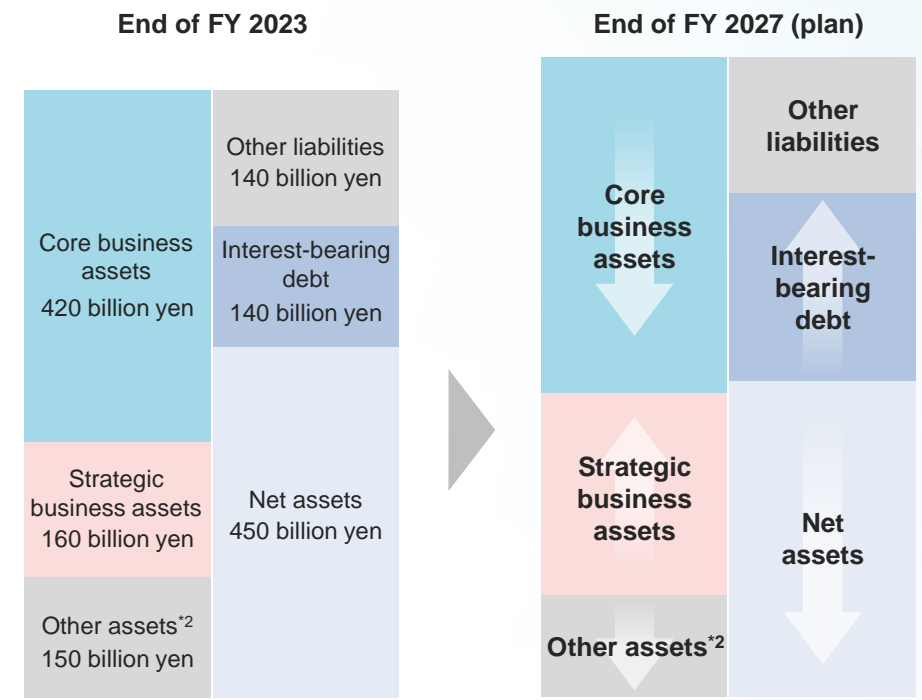 End of FY 2023
Core business
assets
420 billion yen
Strategic
business assets
160 billion yen
Other assets*2
150 billion yen
Other liabilities
140 billion yen
Interest-bearing
debt
140 billion yen
Net assets
450 billion yen
End of FY 2027 (plan)
Core
business
assets
Strategic
business
assets
Other assets*2
Other
liabilities
Interest-
bearing
debt
Net
assets